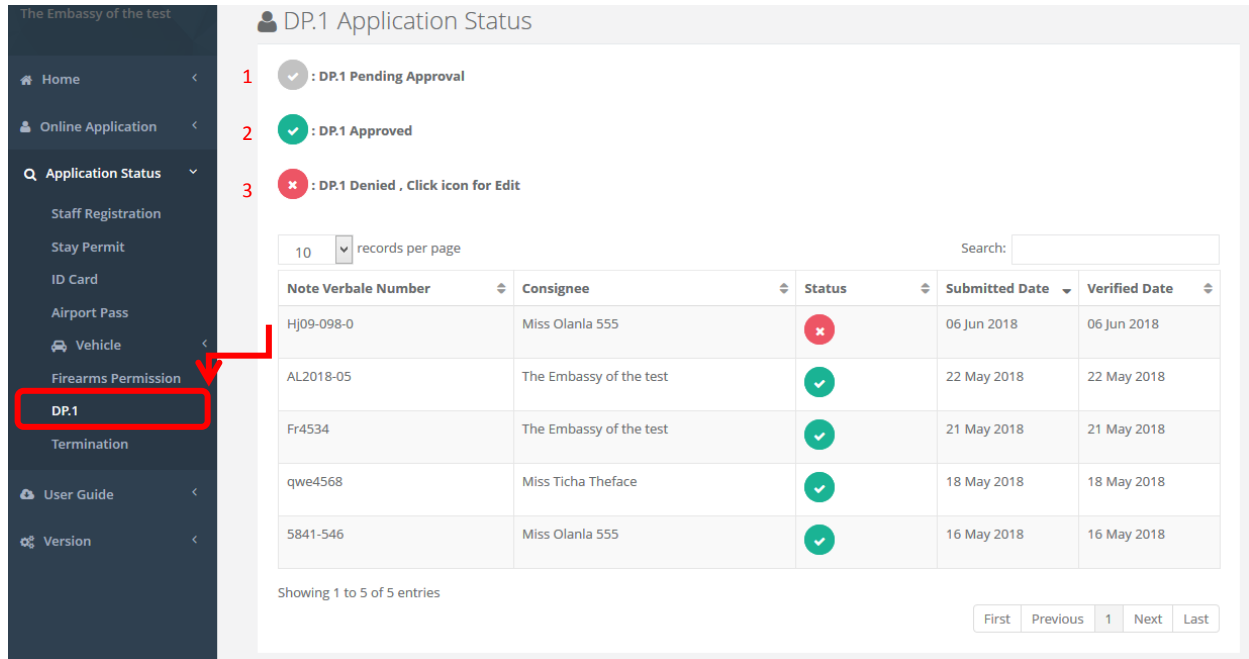 The Embassy of the test
DP.1 Application Status
Home
Online Application
Application Status
Staff Registration
Stay Permit
ID Card
Airport Pass
Vehicle
Firearms Permission
DP.1
Termination
User Guide
Version
1 : DP.1 Pending Approval
2 : DP.1 Approved
3 : DP.1 Denied , Click icon for Edit
10 records per page Search:
Note Verbale Number Consignee Status Submitted Date Verified Date
Hj09-098-0 Miss Olanla 555 06 Jun 2018 06 Jun 2018
AL2018-05 The Embassy of the test 22 May 2018 22 May 2018
Fr4534 The Embassy of the test 21 May 2018 21 May 2018
qwe4568 Miss Ticha Theface 18 May 2018 18 May 2018
5841-546 Miss Olanla 555 16 May 2018 16 May 2018
Showing 1 to 5 of 5 entries
First Previous 1 Next Last